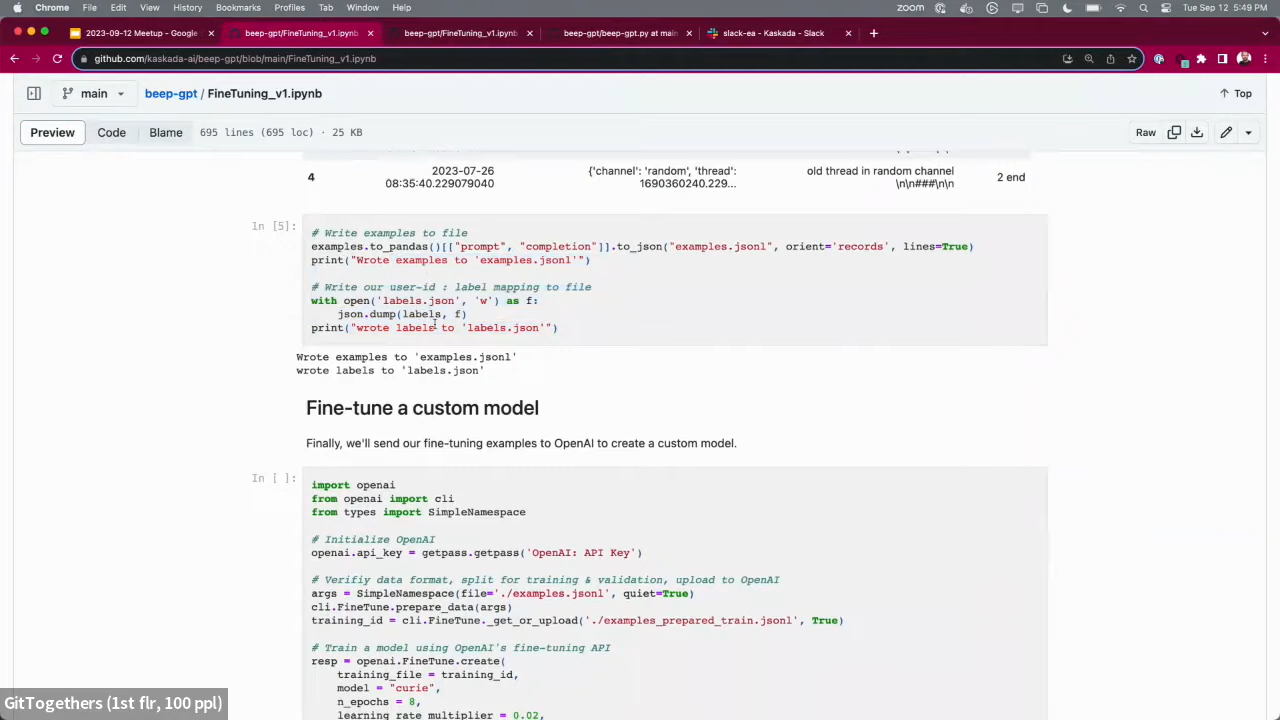 Chrome File Edit View History Bookmarks Profiles Tab Window Help zoom Tue Sep 12 5:49 PM
2023-09-12 Meetup - Google beep-gpt/FineTuning_v1.ipynb beep-gpt/FineTuning_v1.ipynb beep-gpt/beep-gpt.py at main slack-ea - Kaskada - Slack
github.com/kaskada-ai/beep-gpt/blob/main/FineTuning_v1.ipynb
main beep-gpt / FineTuning_v1.ipynb Top
Preview Code Blame 695 lines (695 loc) · 25 KB Raw
4 2023-07-26 {'channel': 'random', 'thread': old thread in random channel 2 end
08:35:40.229079040 1690360240.229... \n\n###\n\n
In [5]:
# Write examples to file
examples.to_pandas()[["prompt", "completion"]].to_json("examples.jsonl", orient='records', lines=True)
print("Wrote examples to 'examples.jsonl'")
# Write our user-id : label mapping to file
with open('labels.json', 'w') as f:
json.dump(labels, f)
print("wrote labels to 'labels.json'")
Wrote examples to 'examples.jsonl'
wrote labels to 'labels.json'
Fine-tune a custom model
Finally, we'll send our fine-tuning examples to OpenAI to create a custom model.
In [ ]:
import openai
from openai import cli
from types import SimpleNamespace
# Initialize OpenAI
openai.api_key = getpass.getpass('OpenAI: API Key')
# Verifiy data format, split for training & validation, upload to OpenAI
args = SimpleNamespace(file='./examples.jsonl', quiet=True)
cli.FineTune.prepare_data(args)
training_id = cli.FineTune._get_or_upload('./examples_prepared_train.jsonl', True)
# Train a model using OpenAI's fine-tuning API
resp = openai.FineTune.create(
training_file = training_id,
model = "curie",
n_epochs = 8,
learning_rate_multiplier = 0.02,
GitTogethers (1st flr, 100 ppl)